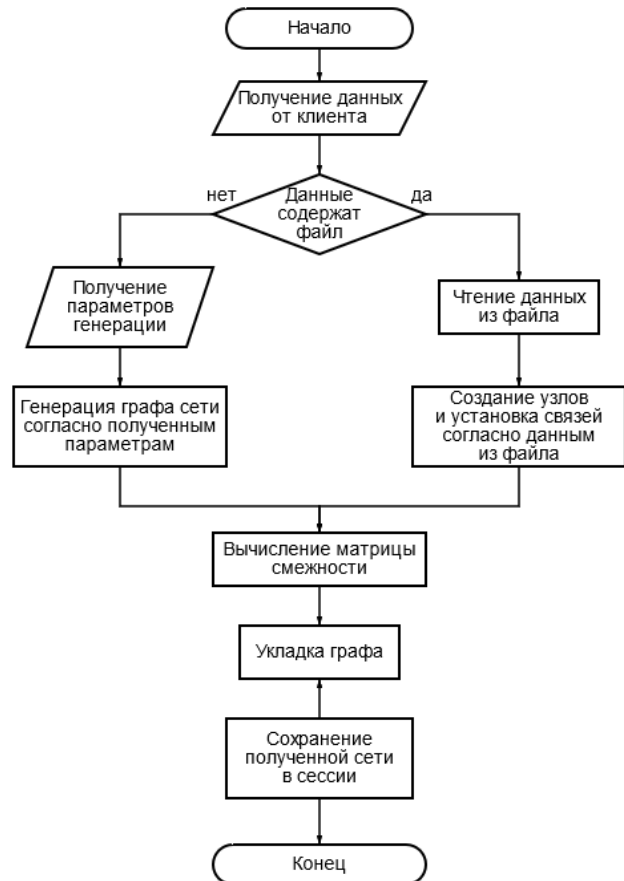 Начало
Получение данных
от клиента
нет
Данные
содержат
файл
да
Получение
параметров
генерации
Чтение данных
из файла
Генерация графа сети
согласно полученным
параметрам
Создание узлов
и установка связей
согласно данным
из файла
Вычисление матрицы
смежности
Укладка графа
Сохранение
полученной сети
в сессии
Конец